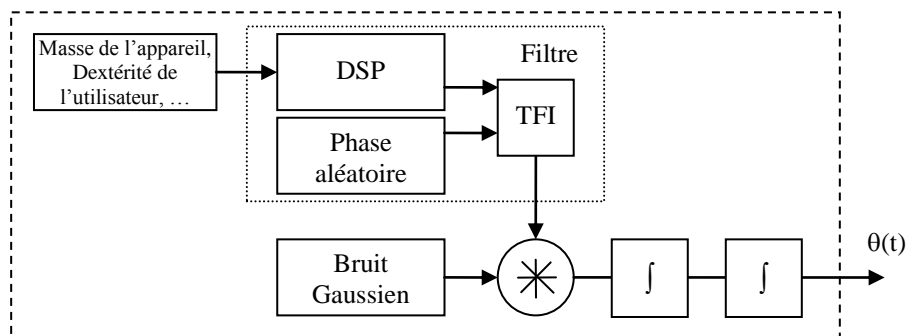 Masse de l’appareil,
Dextérité de
l’utilisateur, …
DSP
Filtre
TFI
Phase
aléatoire
Bruit
Gaussien
∫
∫
θ(t)